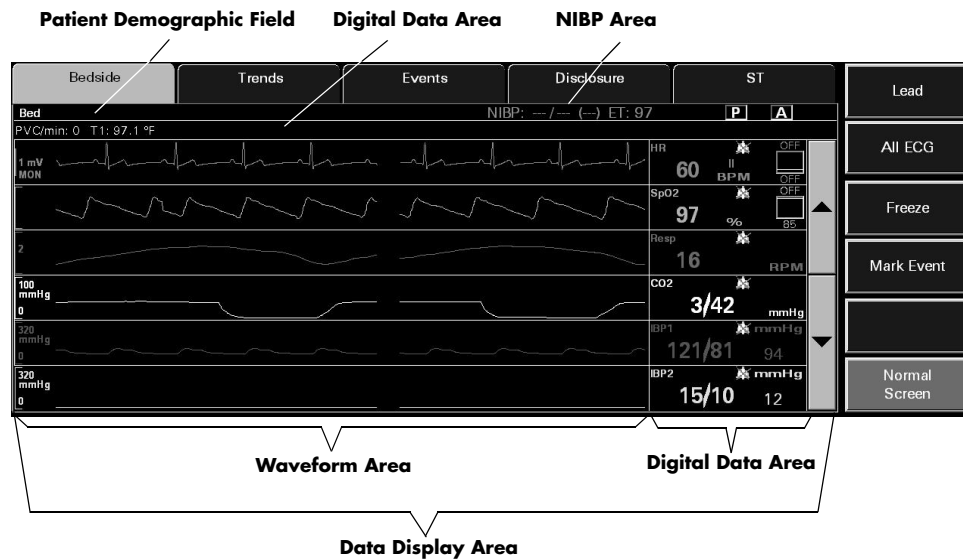 Patient Demographic Field Digital Data Area NIBP Area
Bedside Trends Events Disclosure ST
Lead
Bed NIBP: ---/--- (---) ET: 97 P A
PVC/min: 0 T1: 97.1 °F
All ECG
1 mV
MON
HR OFF
60 II
BPM OFF
SpO2 OFF
97 % 85
Freeze
2
Resp
16 RPM
Mark Event
100
mmHg
0
CO2
3/42 mmHg
320
mmHg
0
IBP1 mmHg
121/81 94
320
mmHg
0
IBP2 mmHg
15/10 12
Normal
Screen
Waveform Area Digital Data Area
Data Display Area